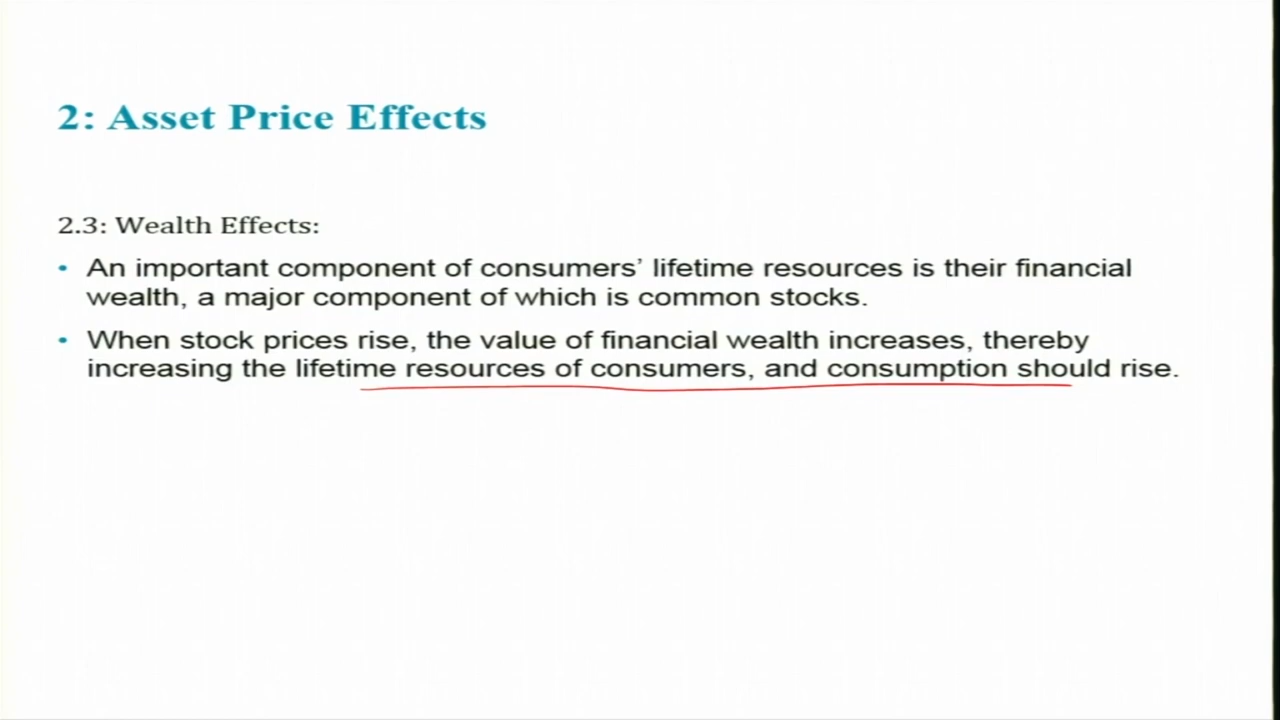 2: Asset Price Effects
2.3: Wealth Effects:
• An important component of consumers’ lifetime resources is their financial
wealth, a major component of which is common stocks.
• When stock prices rise, the value of financial wealth increases, thereby
increasing the lifetime resources of consumers, and consumption should rise.